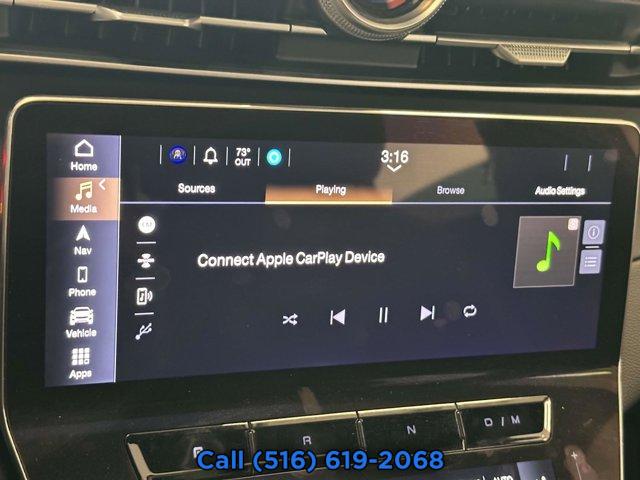 73°
OUT
3:16
Home
Sources
Playing
Browse
Audio Settings
Media
Nav
Connect Apple CarPlay Device
Phone
Vehicle
Apps
R
N
D / M
AUTO
Call (516) 619-2068